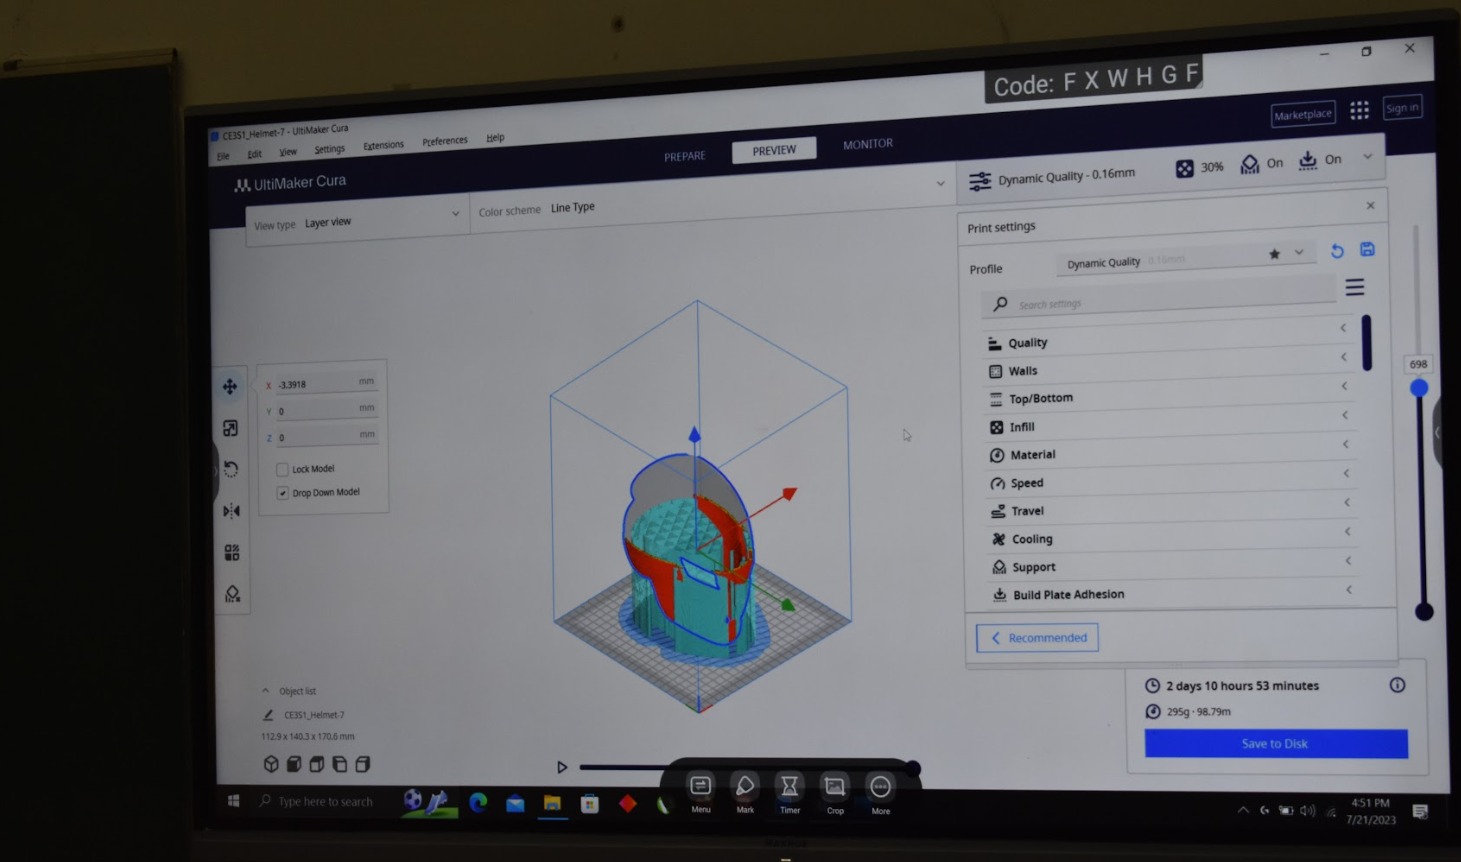 Code: F X W H G F
CE3S1_Helmet-7 - UltiMaker Cura
File Edit View Settings Extensions Preferences Help
UltiMaker Cura
PREPARE PREVIEW MONITOR
Marketplace Sign in
View type Layer view
Color scheme Line Type
Dynamic Quality - 0.16mm 30% On On
Print settings
Profile Dynamic Quality 0.16mm
Search settings
Quality
Walls
Top/Bottom
Infill
Material
Speed
Travel
Cooling
Support
Build Plate Adhesion
Recommended
698
X -3.3918 mm
Y 0 mm
Z 0 mm
Lock Model
Drop Down Model
Object list
CE3S1_Helmet-7
112.9 x 140.3 x 170.6 mm
2 days 10 hours 53 minutes
295g · 98.79m
Save to Disk
Menu Mark Timer Crop More
Type here to search
4:51 PM
7/21/2023